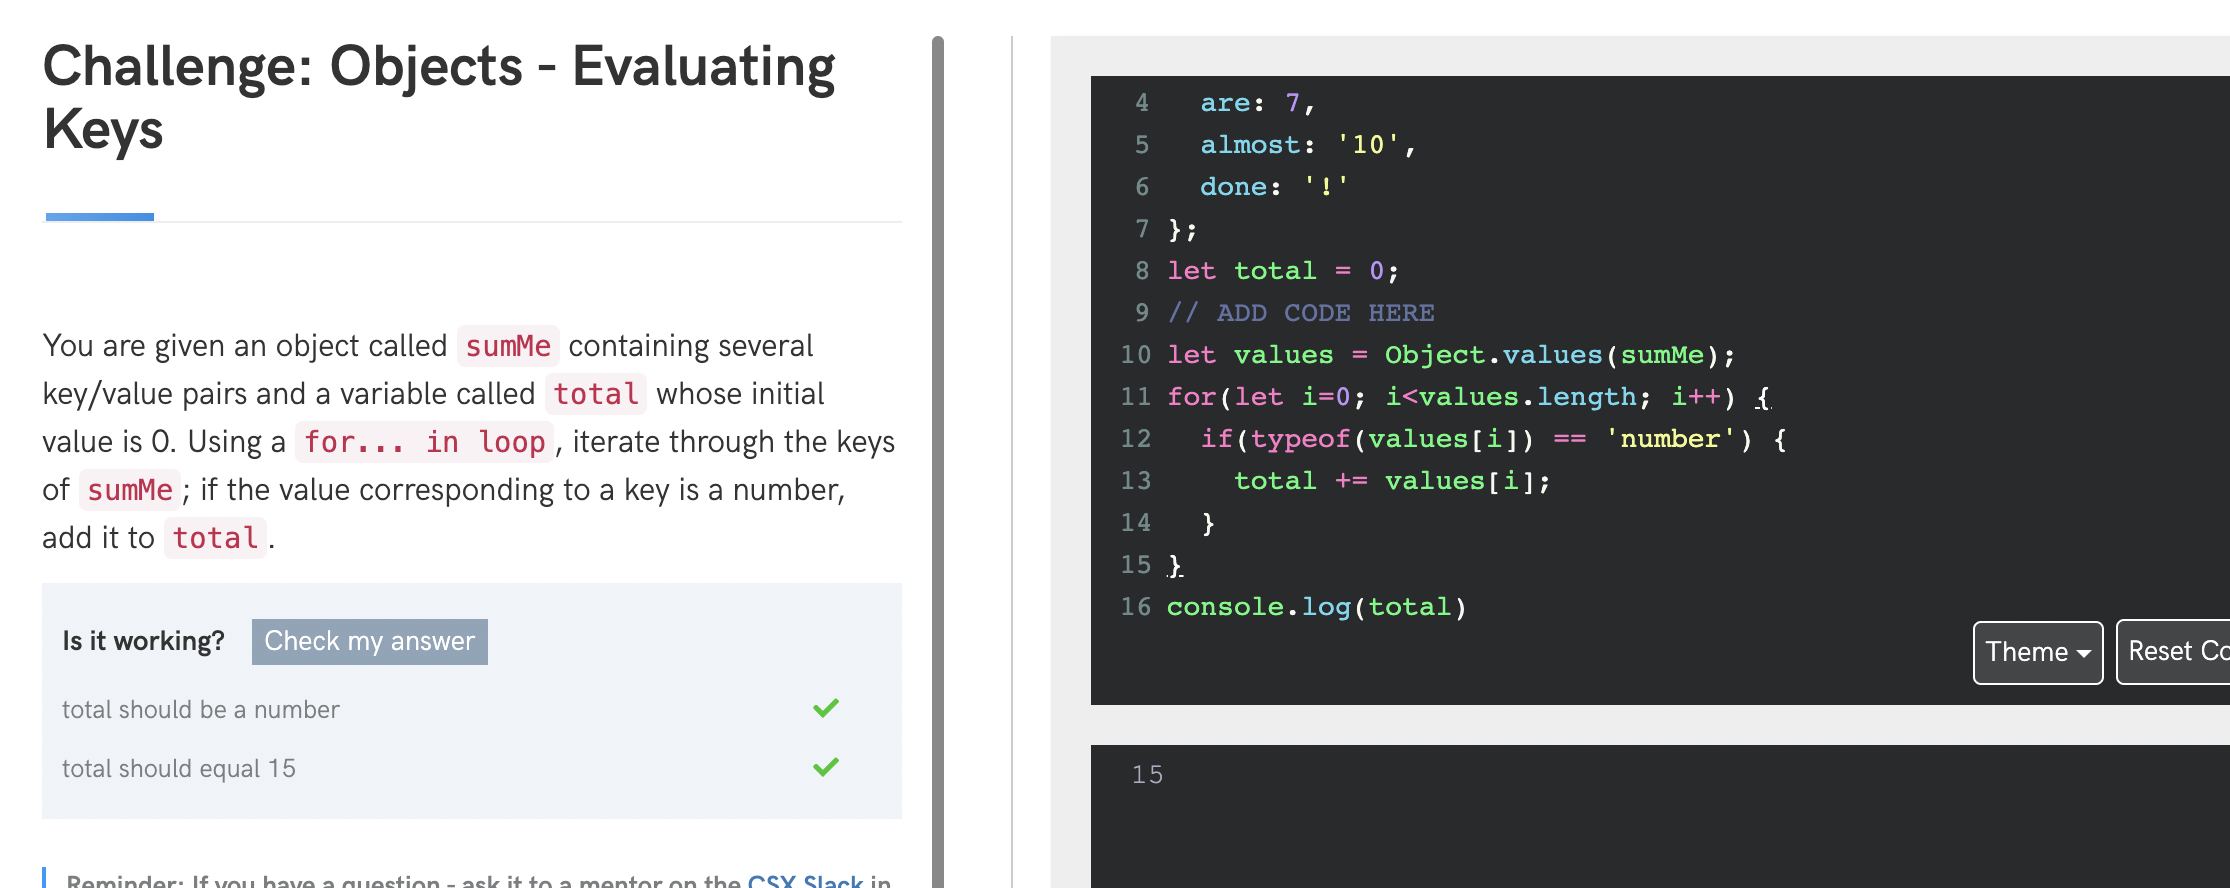 Challenge: Objects - Evaluating
Keys
You are given an object called sumMe containing several
key/value pairs and a variable called total whose initial
value is 0. Using a for... in loop, iterate through the keys
of sumMe; if the value corresponding to a key is a number,
add it to total.
Is it working? Check my answer
total should be a number
total should equal 15
Reminder: If you have a question - ask it to a mentor on the CSX Slack in
4 are: 7,
5 almost: '10',
6 done: '!'
7 };
8 let total = 0;
9 // ADD CODE HERE
10 let values = Object.values(sumMe);
11 for(let i=0; i<values.length; i++) {
12 if(typeof(values[i]) == 'number') {
13 total += values[i];
14 }
15 }
16 console.log(total)
Theme
Reset Co
15